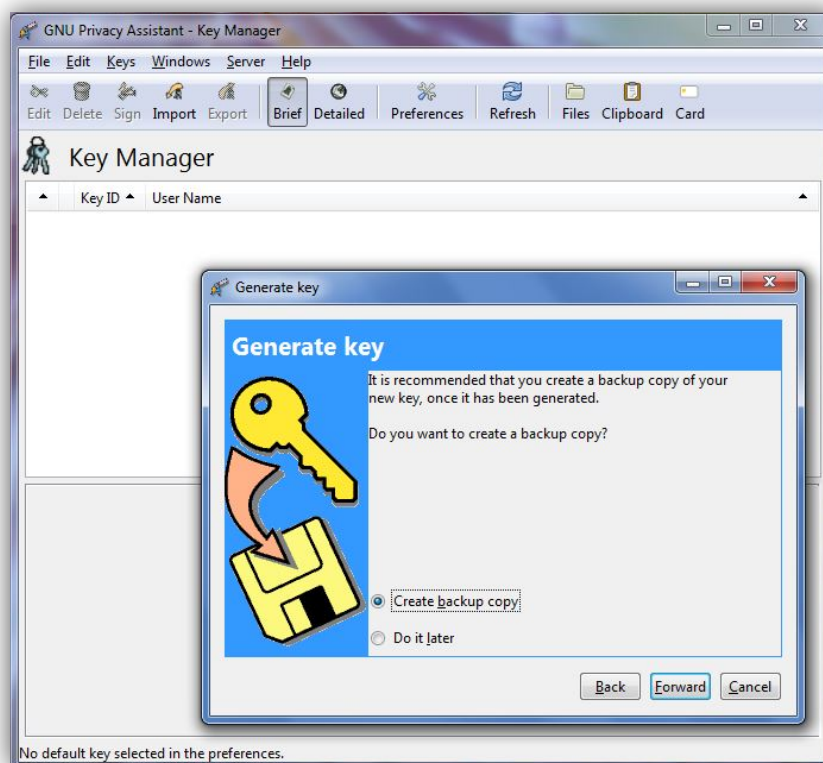 GNU Privacy Assistant - Key Manager
File Edit Keys Windows Server Help
Edit Delete Sign Import Export Brief Detailed Preferences Refresh Files Clipboard Card
Key Manager
Key ID User Name
Generate key
Generate key
It is recommended that you create a backup copy of your
new key, once it has been generated.
Do you want to create a backup copy?
Create backup copy
Do it later
Back Forward Cancel
No default key selected in the preferences.